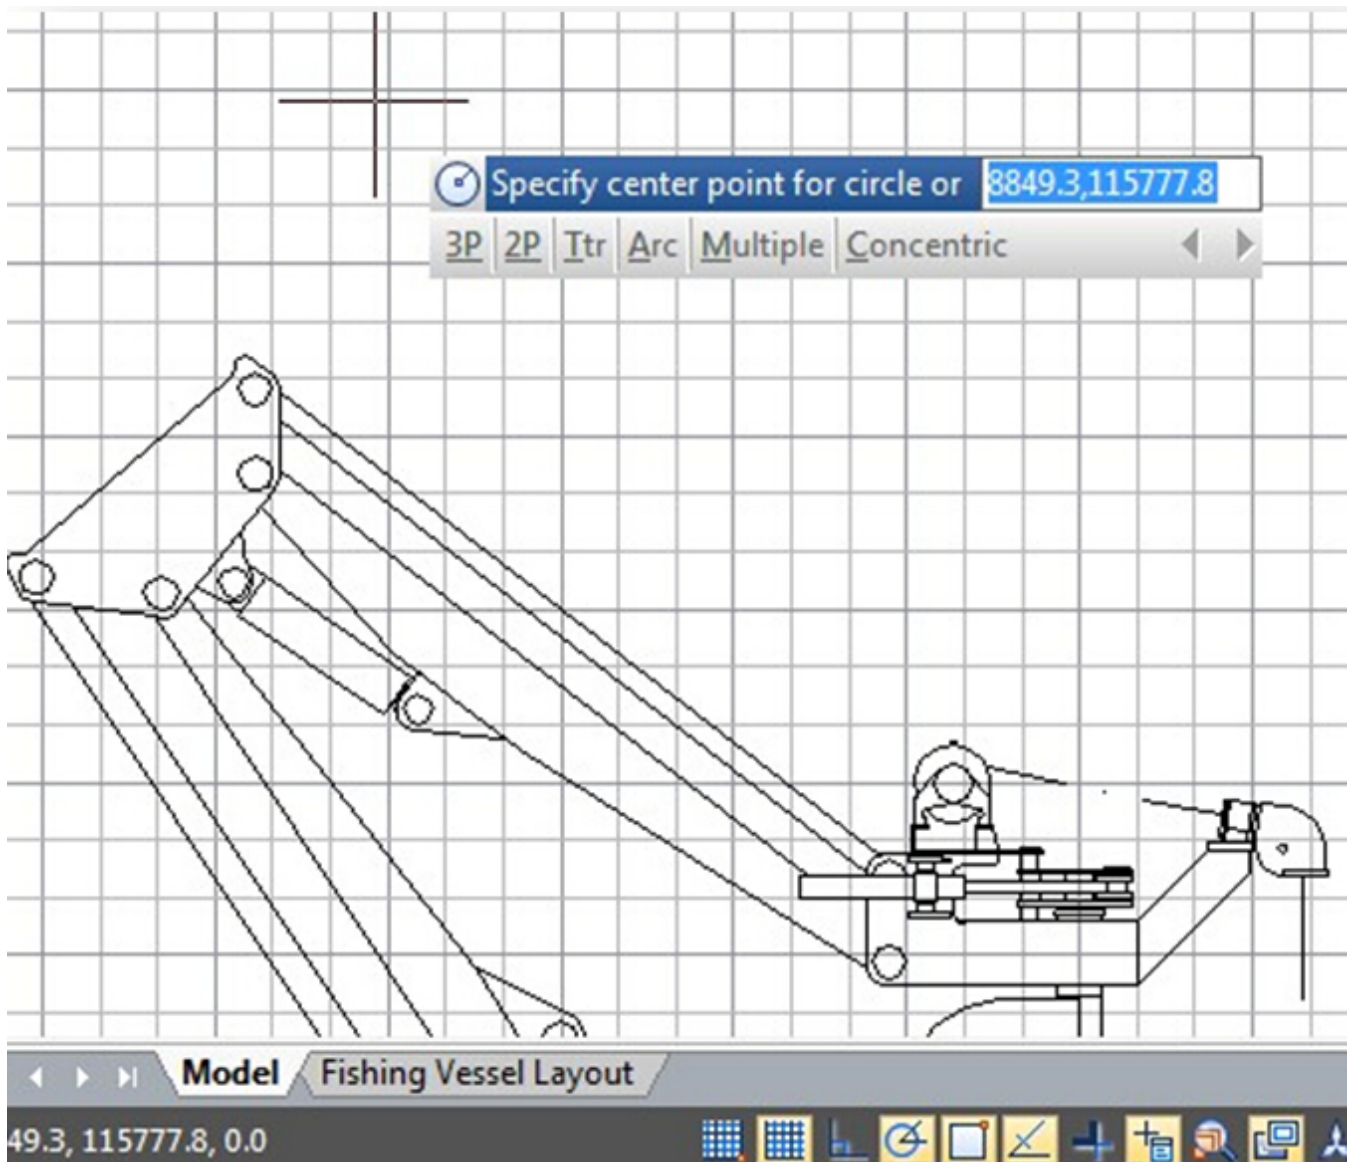 Specify center point for circle or 8849.3,115777.8
3P 2P Ttr Arc Multiple Concentric
Model Fishing Vessel Layout
49.3, 115777.8, 0.0